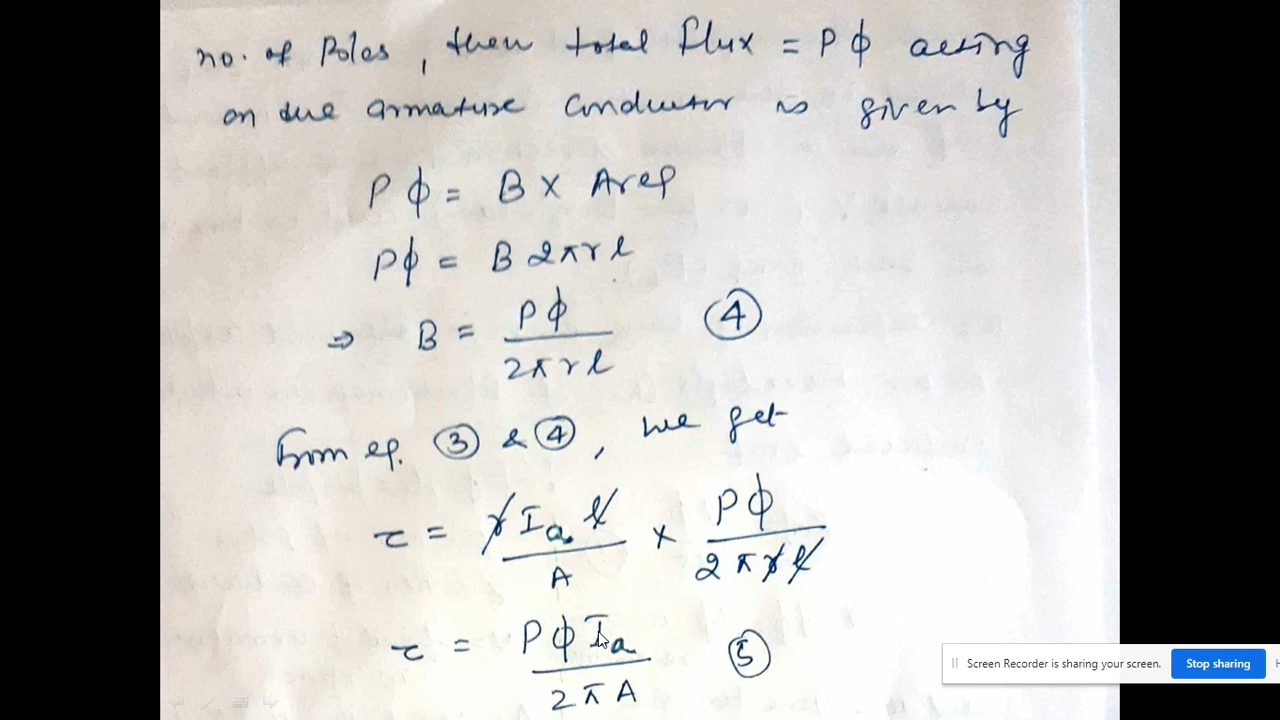 no. of Poles, then total flux = Pϕ acting
on the armature conductor is given by
Pϕ = B × Area
Pϕ = B 2πrl
⇒ B = Pϕ / 2πrl ④
From eq. ③ & ④, we get
τ = r Ia l / A × Pϕ / 2πrl
τ = PϕIa / 2πA ⑤
Screen Recorder is sharing your screen. Stop sharing H